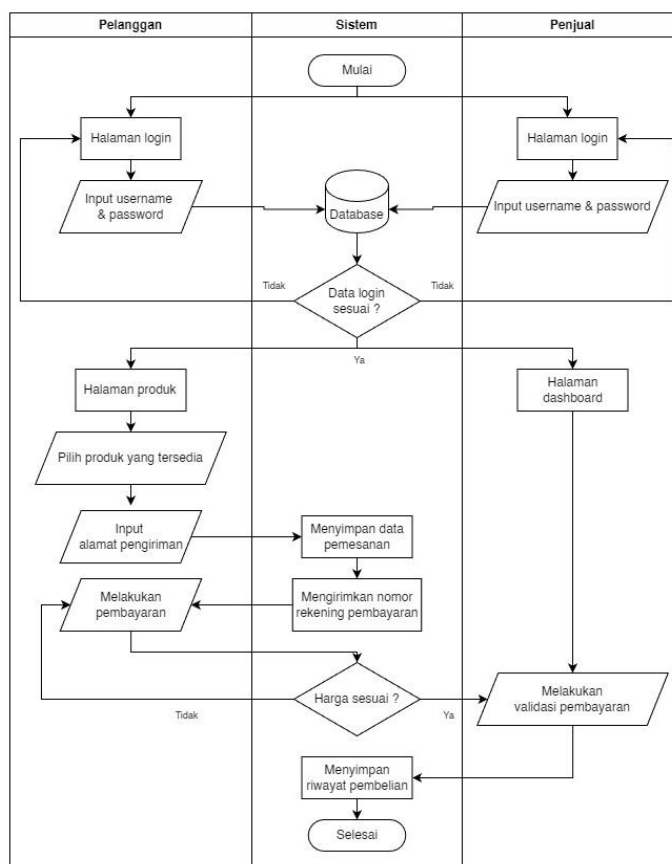 Pelanggan
Sistem
Penjual
Mulai
Halaman login
Halaman login
Input username
& password
Database
Input username & password
Tidak
Data login
sesuai ?
Tidak
Ya
Halaman produk
Halaman
dashboard
Pilih produk yang tersedia
Input
alamat pengiriman
Menyimpan data
pemesanan
Melakukan
pembayaran
Mengirimkan nomor
rekening pembayaran
Harga sesuai ?
Melakukan
validasi pembayaran
Tidak
Ya
Menyimpan
riwayat pembelian
Selesai